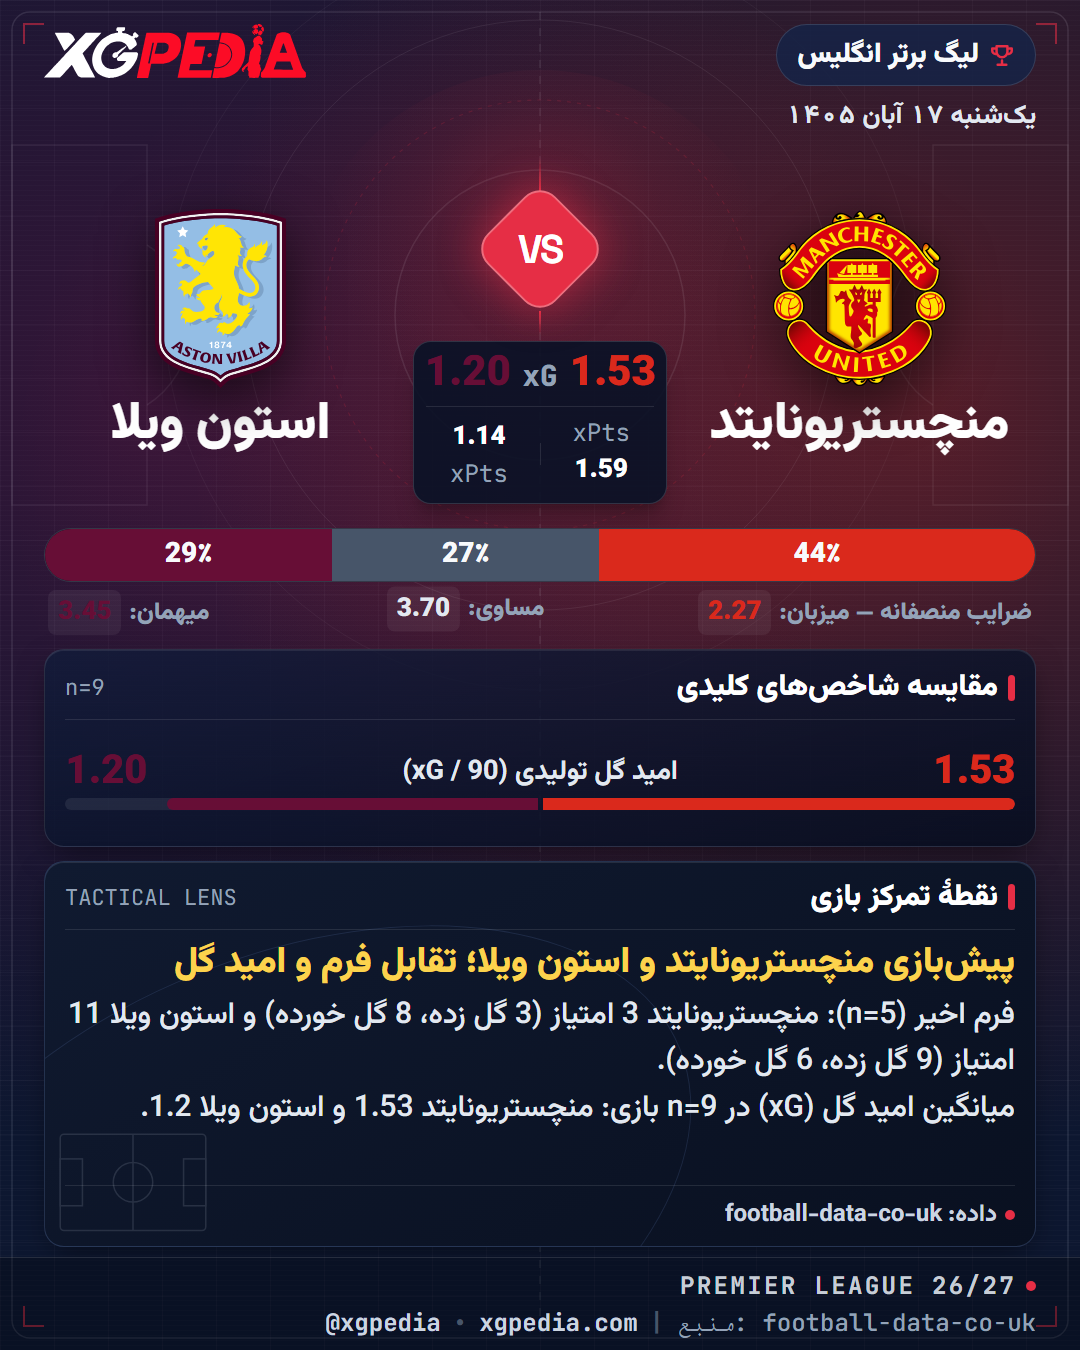 XGPEDIA
لیگ برتر انگلیس
یک‌شنبه ۱۷ آبان ۱۴۰۵
MANCHESTER
UNITED
VS
1874
ASTON VILLA
منچستریونایتد
استون ویلا
1.20 xG 1.53
1.14 xPts
xPts 1.59
44% 27% 29%
ضرایب منصفانه – میزبان: 2.27
مساوی: 3.70
میهمان: 3.45
مقایسه شاخص‌های کلیدی
n=9
1.53 امید گل تولیدی (xG / 90) 1.20
نقطهٔ تمرکز بازی
TACTICAL LENS
پیش‌بازی منچستریونایتد و استون ویلا؛ تقابل فرم و امید گل
فرم اخیر (n=5): منچستریونایتد 3 امتیاز (3 گل زده، 8 گل خورده) و استون ویلا 11
امتیاز (9 گل زده، 6 گل خورده).
میانگین امید گل (xG) در n=9 بازی: منچستریونایتد 1.53 و استون ویلا 1.2.
داده: football-data-co-uk
PREMIER LEAGUE 26/27
@xgpedia • xgpedia.com | منبع: football-data-co-uk